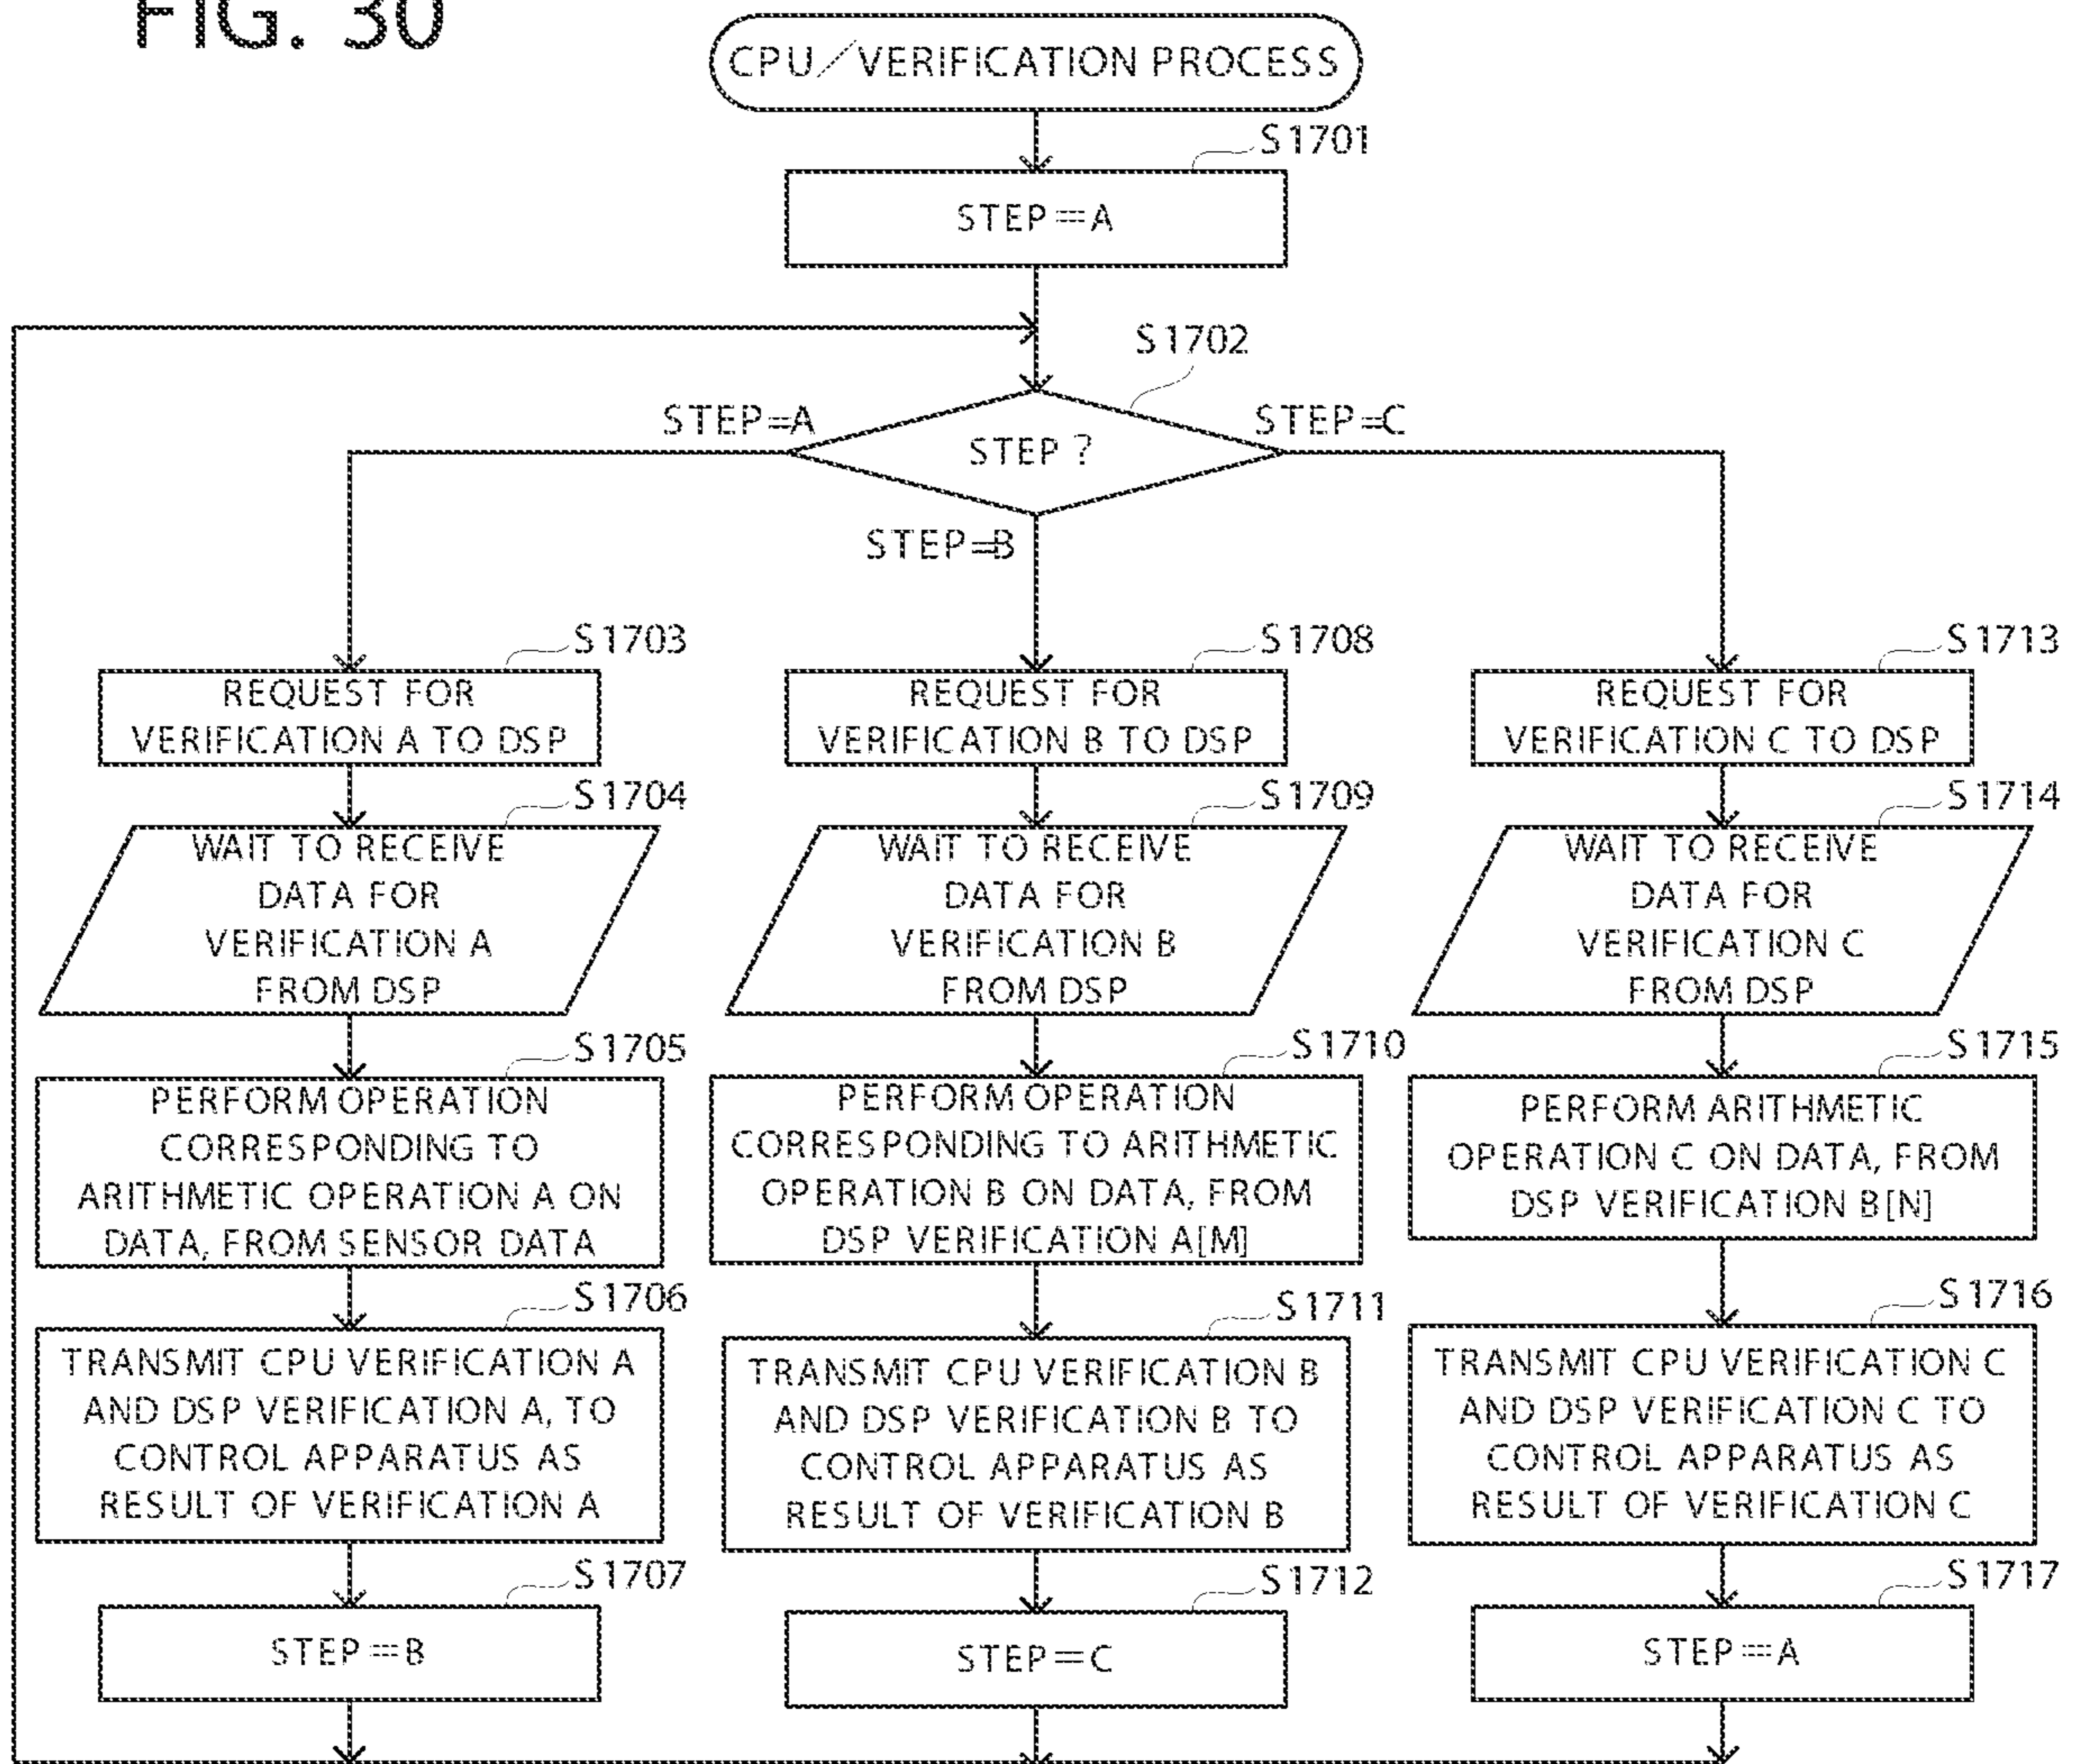 FIG. 30
CPU/VERIFICATION PROCESS
S1701
STEP=A
S1702
STEP?
STEP=A
STEP=B
STEP=C
S1703
REQUEST FOR
VERIFICATION A TO DSP
S1704
WAIT TO RECEIVE
DATA FOR
VERIFICATION A
FROM DSP
S1705
PERFORM OPERATION
CORRESPONDING TO
ARITHMETIC OPERATION A ON
DATA, FROM SENSOR DATA
S1706
TRANSMIT CPU VERIFICATION A
AND DSP VERIFICATION A, TO
CONTROL APPARATUS AS
RESULT OF VERIFICATION A
S1707
STEP=B
S1708
REQUEST FOR
VERIFICATION B TO DSP
S1709
WAIT TO RECEIVE
DATA FOR
VERIFICATION B
FROM DSP
S1710
PERFORM OPERATION
CORRESPONDING TO ARITHMETIC
OPERATION B ON DATA, FROM
DSP VERIFICATION A[M]
S1711
TRANSMIT CPU VERIFICATION B
AND DSP VERIFICATION B TO
CONTROL APPARATUS AS
RESULT OF VERIFICATION B
S1712
STEP=C
S1713
REQUEST FOR
VERIFICATION C TO DSP
S1714
WAIT TO RECEIVE
DATA FOR
VERIFICATION C
FROM DSP
S1715
PERFORM ARITHMETIC
OPERATION C ON DATA, FROM
DSP VERIFICATION B[N]
S1716
TRANSMIT CPU VERIFICATION C
AND DSP VERIFICATION C TO
CONTROL APPARATUS AS
RESULT OF VERIFICATION C
S1717
STEP=A